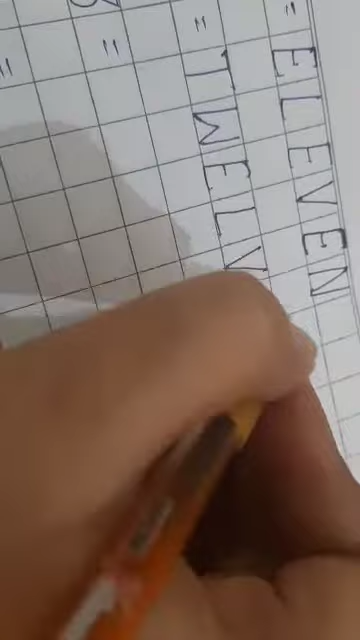 = ELEVEN
= TWELV
=
=